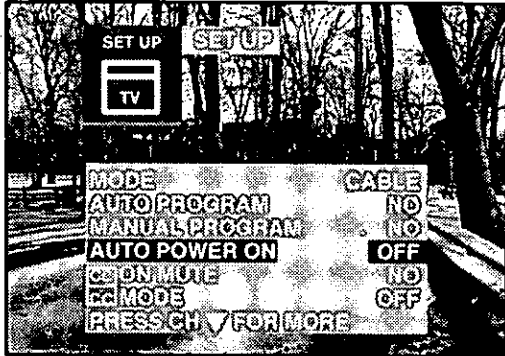 SET UP SET UP
TV
MODE CABLE
AUTO PROGRAM NO
MANUAL PROGRAM NO
AUTO POWER ON OFF
CC ON MUTE NO
CC MODE OFF
PRESS CH ▼ FOR MORE